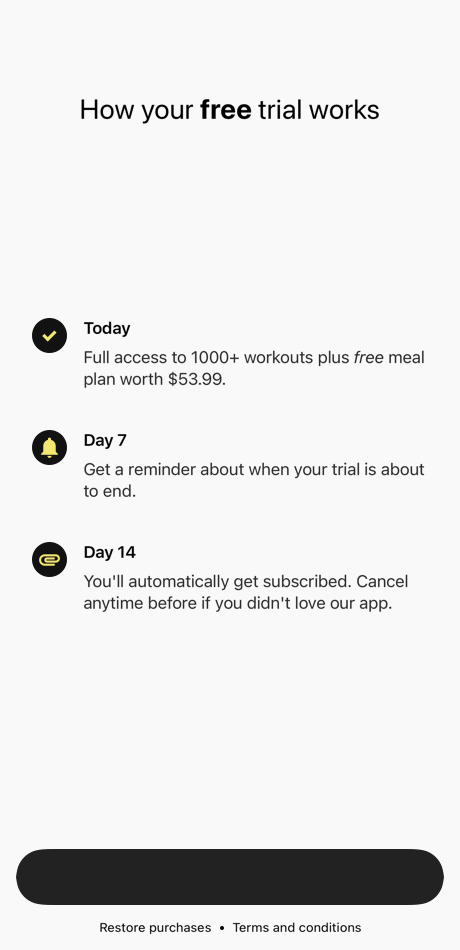 How your free trial works
Today
Full access to 1000+ workouts plus free meal
plan worth $53.99.
Day 7
Get a reminder about when your trial is about
to end.
Day 14
You'll automatically get subscribed. Cancel
anytime before if you didn't love our app.
Restore purchases • Terms and conditions